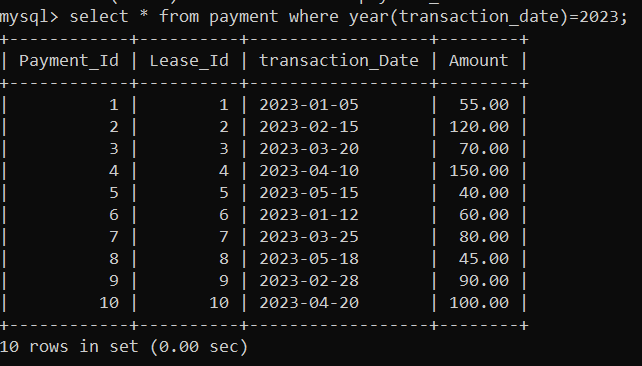 mysql> select * from payment where year(transaction_date)=2023;
+------------+----------+------------------+--------+
| Payment_Id | Lease_Id | transaction_Date | Amount |
+------------+----------+------------------+--------+
|          1 |        1 | 2023-01-05       |  55.00 |
|          2 |        2 | 2023-02-15       | 120.00 |
|          3 |        3 | 2023-03-20       |  70.00 |
|          4 |        4 | 2023-04-10       | 150.00 |
|          5 |        5 | 2023-05-15       |  40.00 |
|          6 |        6 | 2023-01-12       |  60.00 |
|          7 |        7 | 2023-03-25       |  80.00 |
|          8 |        8 | 2023-05-18       |  45.00 |
|          9 |        9 | 2023-02-28       |  90.00 |
|         10 |       10 | 2023-04-20       | 100.00 |
+------------+----------+------------------+--------+
10 rows in set (0.00 sec)